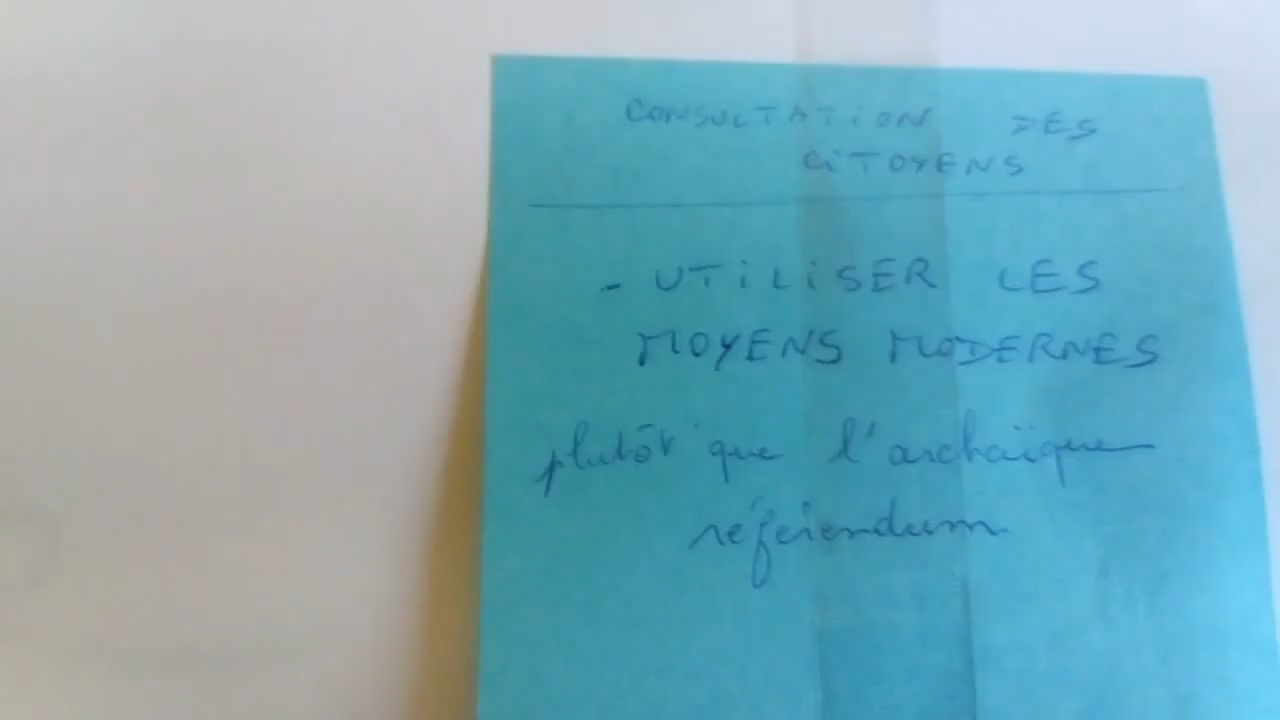 CONSULTATION DES
CITOYENS
- UTILISER LES
MOYENS MODERNES
plutôt que l'archaïque
référendum